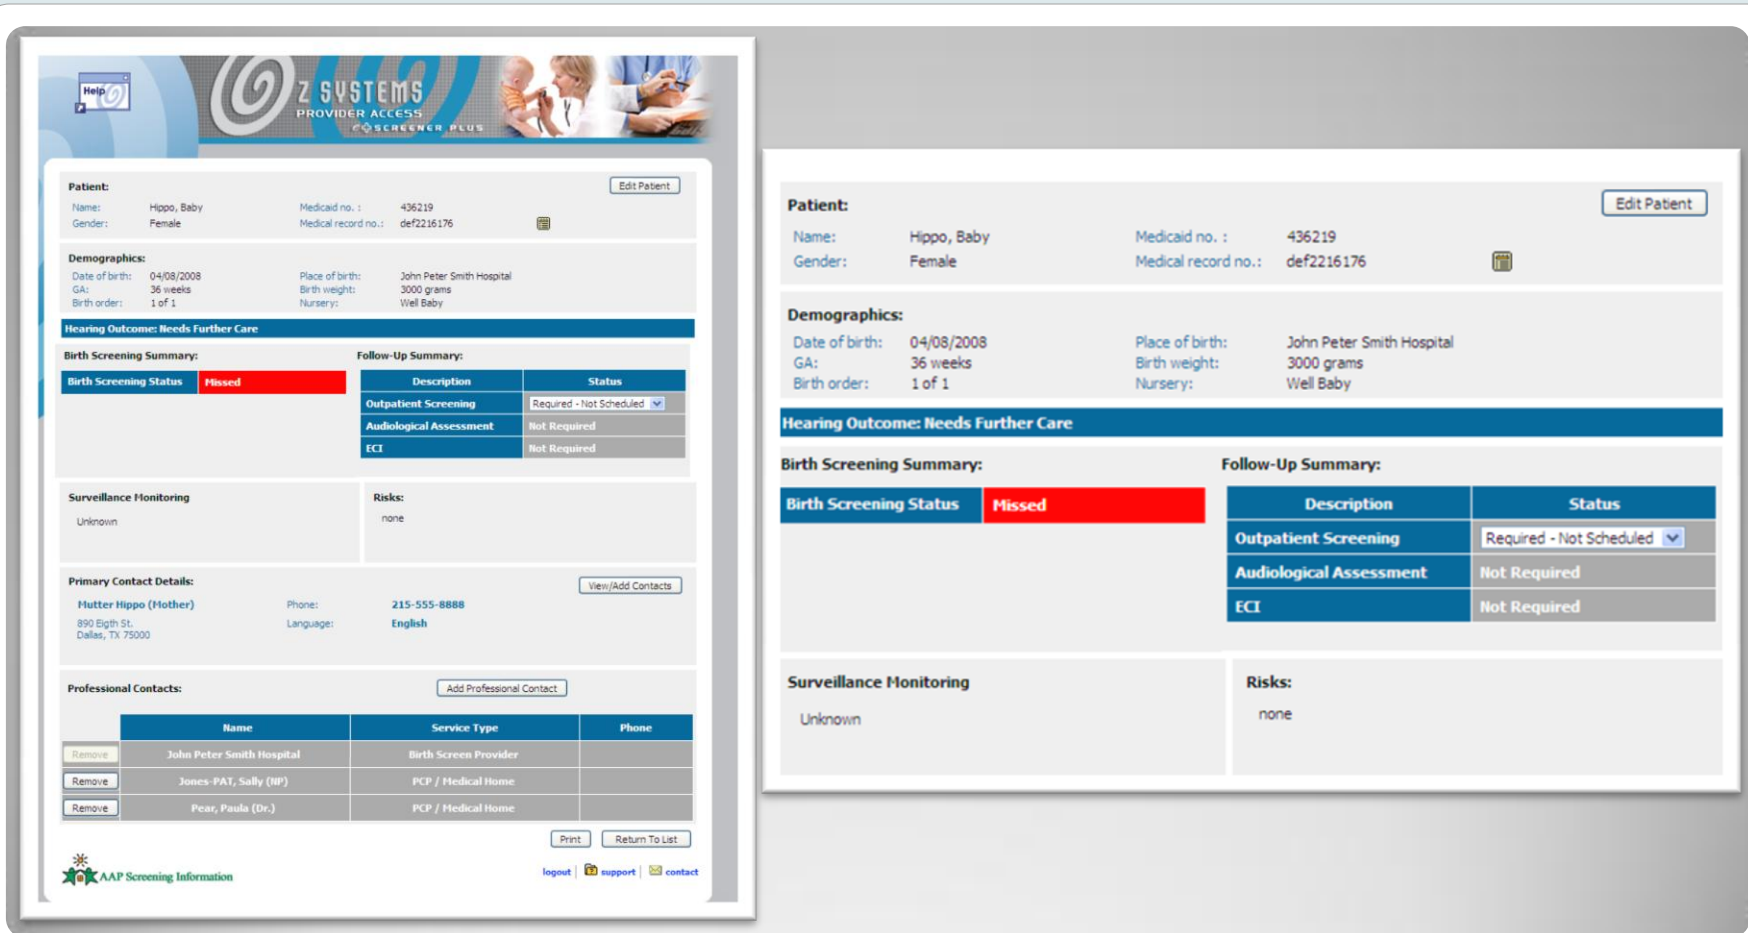 Help
Z SYSTEMS
PROVIDER ACCESS
SCREENER PLUS
Patient:
Edit Patient
Name: Hippo, Baby Medicaid no. : 436219
Gender: Female Medical record no.: def2216176
Demographics:
Date of birth: 04/08/2008 Place of birth: John Peter Smith Hospital
GA: 36 weeks Birth weight: 3000 grams
Birth order: 1 of 1 Nursery: Well Baby
Hearing Outcome: Needs Further Care
Birth Screening Summary: Follow-Up Summary:
Birth Screening Status Missed Description Status
Outpatient Screening Required - Not Scheduled
Audiological Assessment Not Required
ECI Not Required
Surveillance Monitoring Risks:
Unknown none
Primary Contact Details: View/Add Contacts
Mutter Hippo (Mother) Phone: 215-555-8888
890 Eigth St. Language: English
Dallas, TX 75000
Professional Contacts: Add Professional Contact
Name Service Type Phone
Remove John Peter Smith Hospital Birth Screen Provider
Remove Jones-PAT, Sally (NP) PCP / Medical Home
Remove Pear, Paula (Dr.) PCP / Medical Home
Print Return To List
AAP Screening Information logout | support | contact
Patient: Edit Patient
Name: Hippo, Baby Medicaid no. : 436219
Gender: Female Medical record no.: def2216176
Demographics:
Date of birth: 04/08/2008 Place of birth: John Peter Smith Hospital
GA: 36 weeks Birth weight: 3000 grams
Birth order: 1 of 1 Nursery: Well Baby
Hearing Outcome: Needs Further Care
Birth Screening Summary: Follow-Up Summary:
Birth Screening Status Missed Description Status
Outpatient Screening Required - Not Scheduled
Audiological Assessment Not Required
ECI Not Required
Surveillance Monitoring Risks:
Unknown none